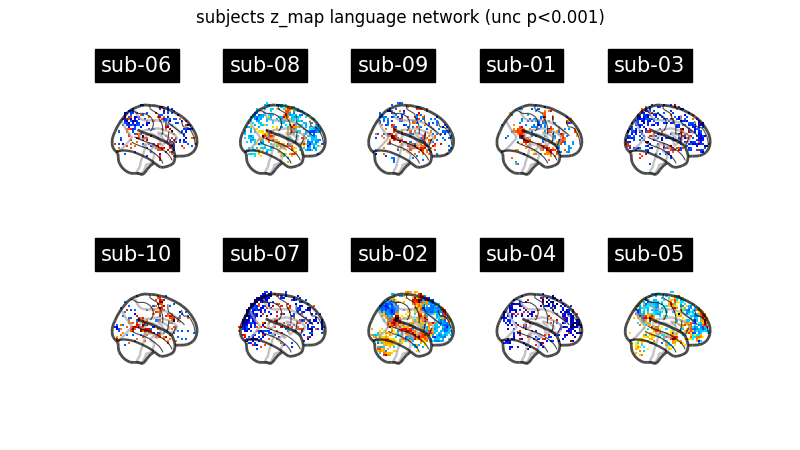 subjects z_map language network (unc p<0.001)
sub-06 sub-08 sub-09 sub-01 sub-03
sub-10 sub-07 sub-02 sub-04 sub-05